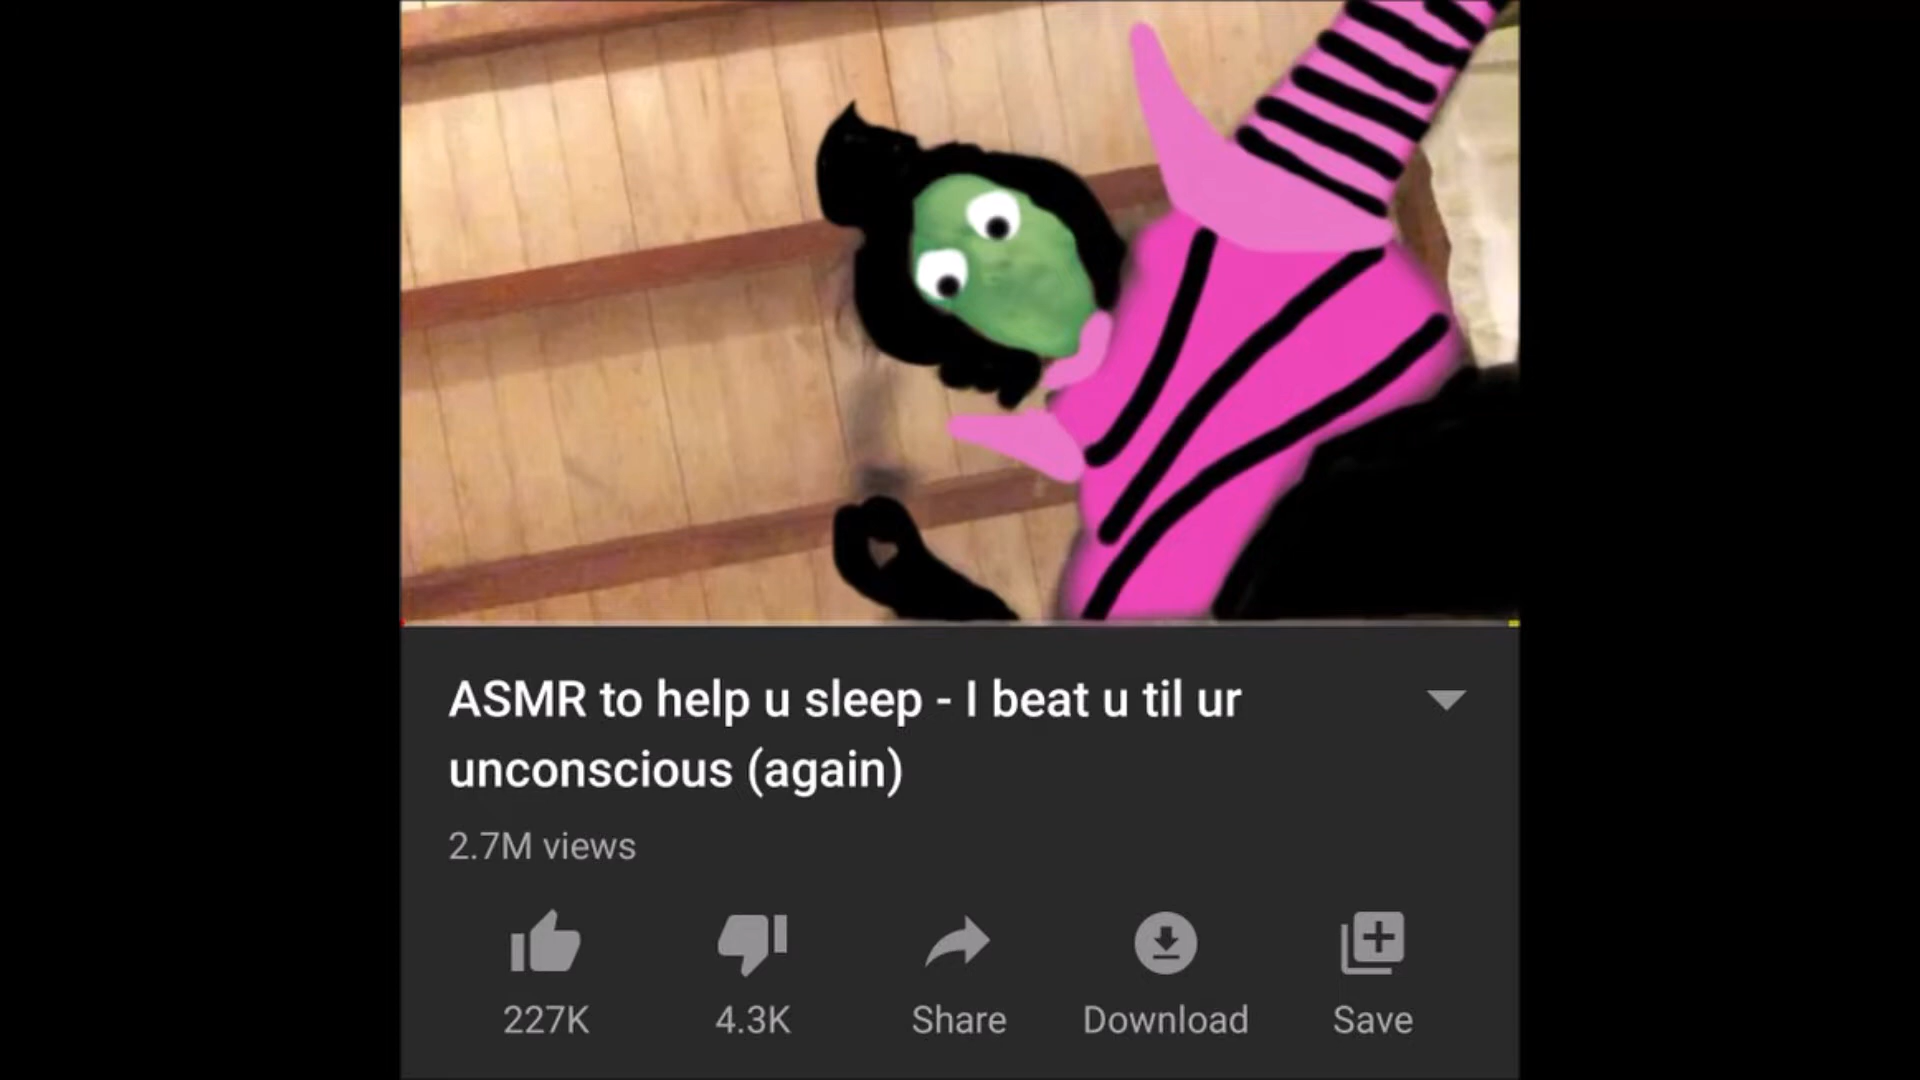 ASMR to help u sleep - I beat u til ur
unconscious (again)
2.7M views
227K
4.3K
Share
Download
Save